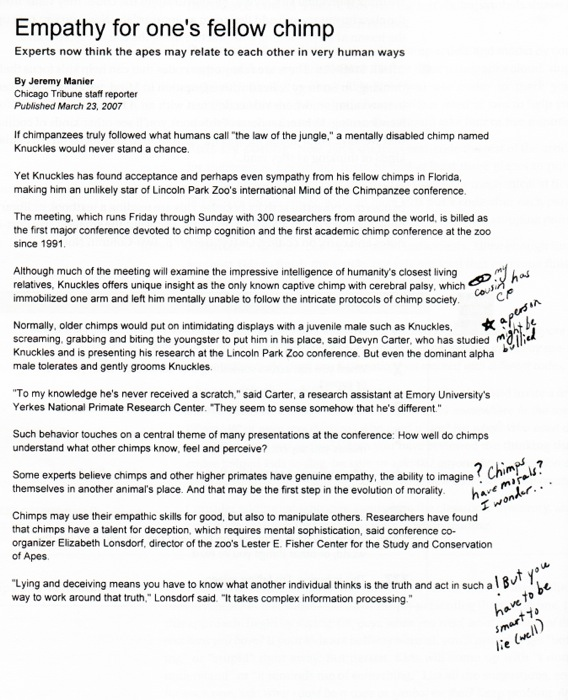 Empathy for one's fellow chimp
Experts now think the apes may relate to each other in very human ways
By Jeremy Manier
Chicago Tribune staff reporter
Published March 23, 2007
If chimpanzees truly followed what humans call "the law of the jungle," a mentally disabled chimp named
Knuckles would never stand a chance.
Yet Knuckles has found acceptance and perhaps even sympathy from his fellow chimps in Florida,
making him an unlikely star of Lincoln Park Zoo's international Mind of the Chimpanzee conference.
The meeting, which runs Friday through Sunday with 300 researchers from around the world, is billed as
the first major conference devoted to chimp cognition and the first academic chimp conference at the zoo
since 1991.
Although much of the meeting will examine the impressive intelligence of humanity's closest living
relatives, Knuckles offers unique insight as the only known captive chimp with cerebral palsy, which
immobilized one arm and left him mentally unable to follow the intricate protocols of chimp society.
my
cousin has
CP
Normally, older chimps would put on intimidating displays with a juvenile male such as Knuckles,
screaming, grabbing and biting the youngster to put him in his place, said Devyn Carter, who has studied
Knuckles and is presenting his research at the Lincoln Park Zoo conference. But even the dominant alpha
male tolerates and gently grooms Knuckles.
★ a person
might be
bullied
"To my knowledge he's never received a scratch," said Carter, a research assistant at Emory University's
Yerkes National Primate Research Center. "They seem to sense somehow that he's different."
Such behavior touches on a central theme of many presentations at the conference: How well do chimps
understand what other chimps know, feel and perceive?
Some experts believe chimps and other higher primates have genuine empathy, the ability to imagine
themselves in another animal's place. And that may be the first step in the evolution of morality.
? Chimps
have morals?
I wonder...
Chimps may use their empathic skills for good, but also to manipulate others. Researchers have found
that chimps have a talent for deception, which requires mental sophistication, said conference co-
organizer Elizabeth Lonsdorf, director of the zoo's Lester E. Fisher Center for the Study and Conservation
of Apes.
"Lying and deceiving means you have to know what another individual thinks is the truth and act in such a
way to work around that truth," Lonsdorf said. "It takes complex information processing."
! But you
have to be
smart to
lie (well)